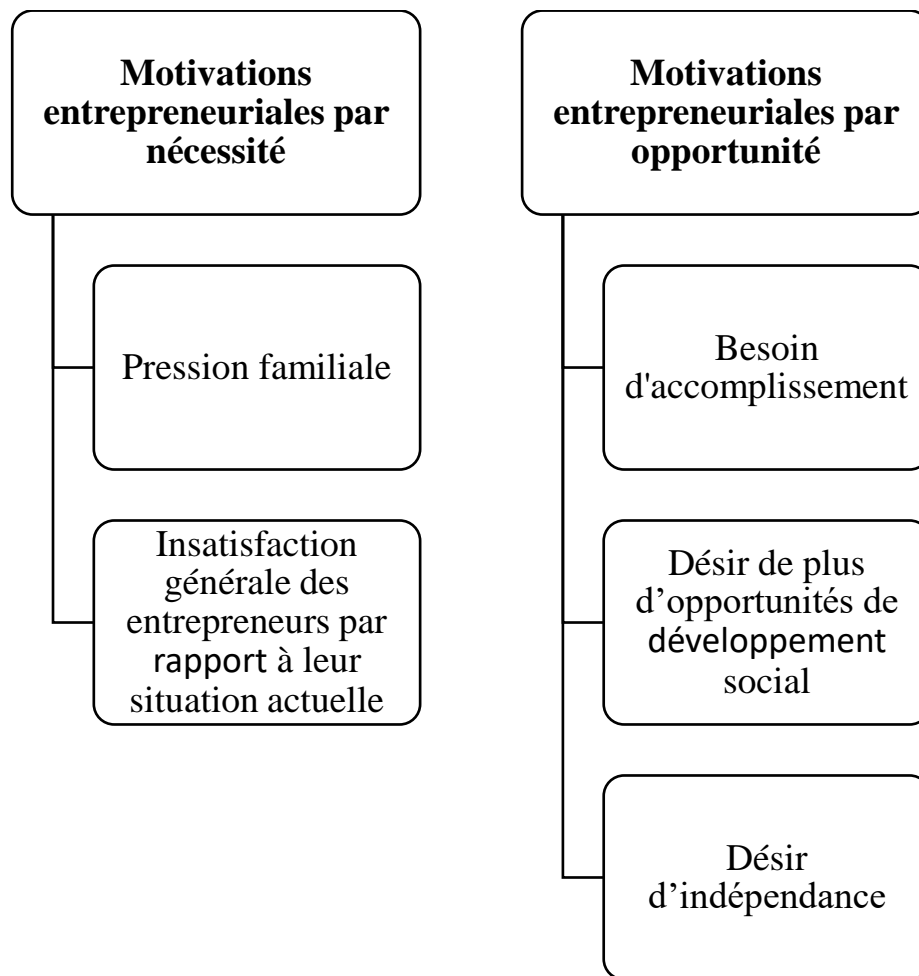 Motivations
entrepreneuriales par
nécessité
Pression familiale
Insatisfaction
générale des
entrepreneurs par
rapport à leur
situation actuelle
Motivations
entrepreneuriales par
opportunité
Besoin
d'accomplissement
Désir de plus
d’opportunités de
développement
social
Désir
d’indépendance